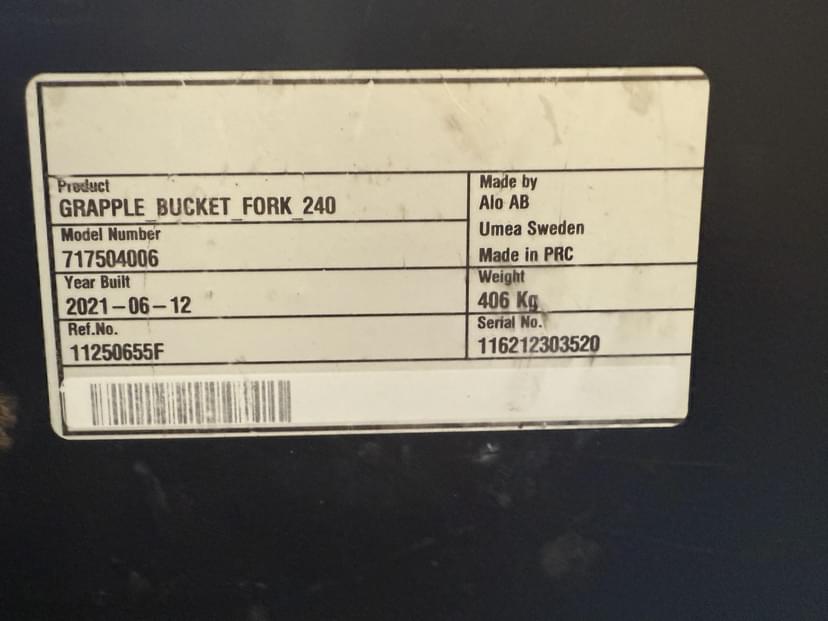 Product
GRAPPLE_BUCKET_FORK_240
Model Number
717504006
Year Built
2021-06-12
Ref.No.
11250655F
Made by
Alo AB
Umea Sweden
Made in PRC
Weight
406 Kg
Serial No.
116212303520